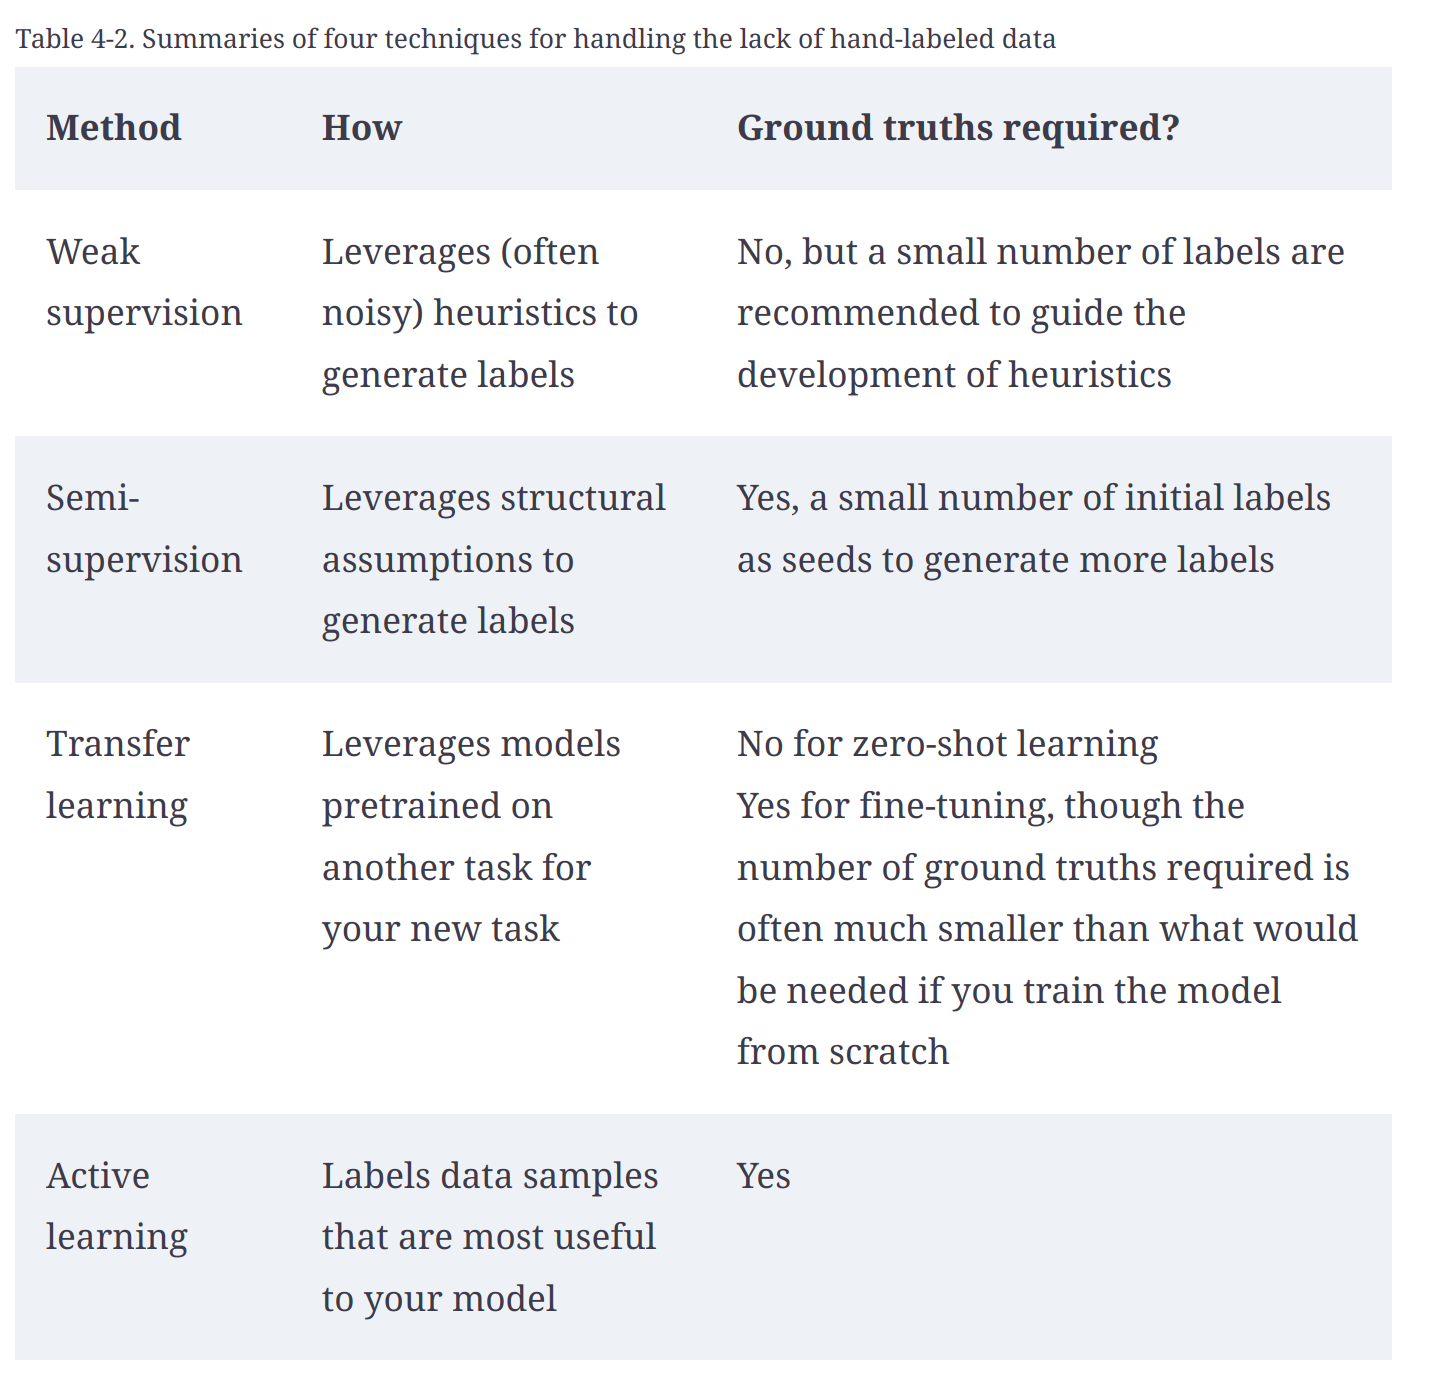 Table 4-2. Summaries of four techniques for handling the lack of hand-labeled data
Method How Ground truths required?
Weak Leverages (often No, but a small number of labels are
supervision noisy) heuristics to recommended to guide the
generate labels development of heuristics
Semi- Leverages structural Yes, a small number of initial labels
supervision assumptions to as seeds to generate more labels
generate labels
Transfer Leverages models No for zero-shot learning
learning pretrained on Yes for fine-tuning, though the
another task for number of ground truths required is
your new task often much smaller than what would
be needed if you train the model
from scratch
Active Labels data samples Yes
learning that are most useful
to your model